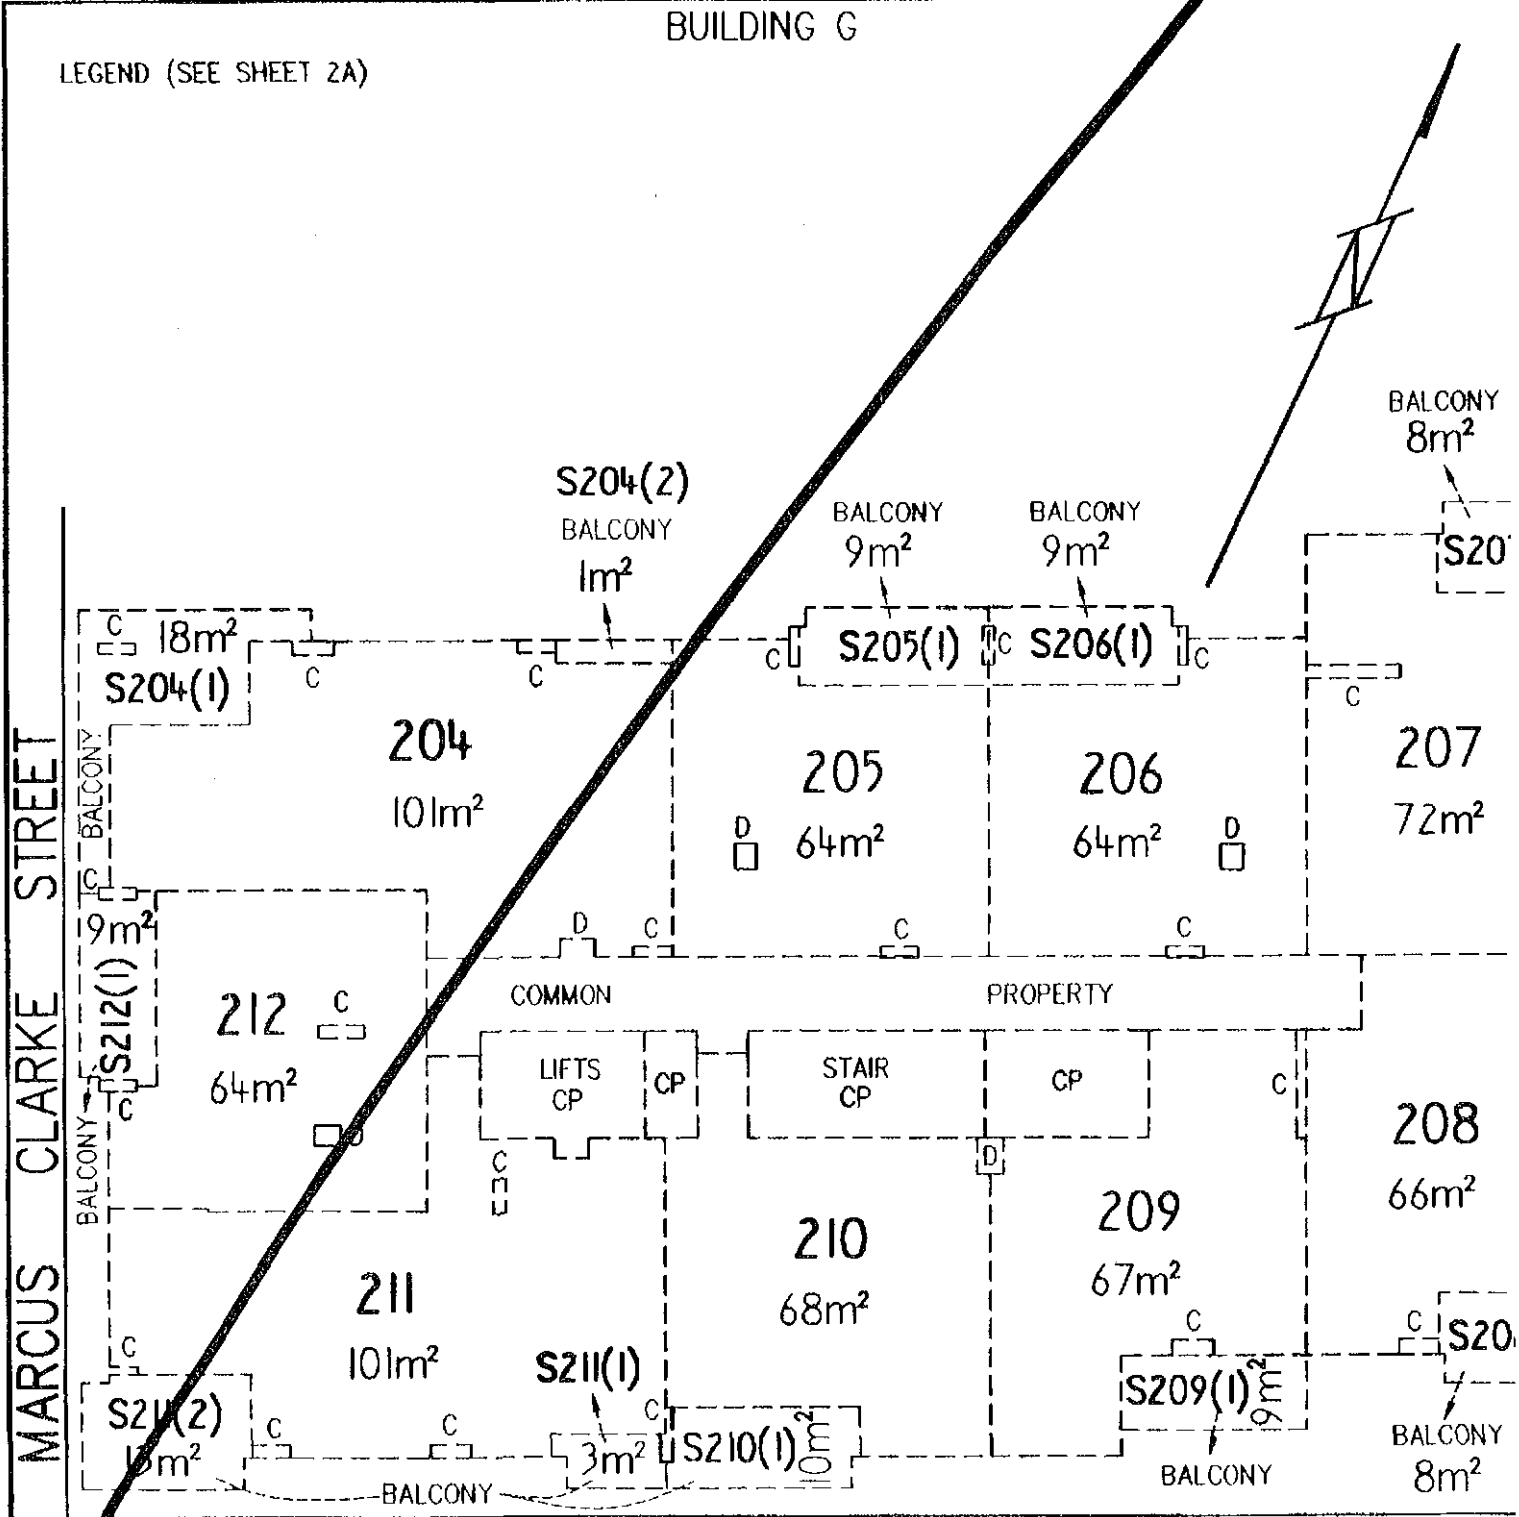 BUILDING G
LEGEND (SEE SHEET 2A)
BALCONY
8m²
S204(2)
BALCONY
1m²
BALCONY
9m²
BALCONY
9m²
S20
C
18m²
S204(1)
C
C
C
S205(1)
C
S206(1)
C
C
BALCONY
204
101m²
205
64m²
D
206
64m²
D
207
72m²
C
9m²
S212(1)
D
C
C
C
COMMON
PROPERTY
212
64m²
C
LIFTS
CP
CP
STAIR
CP
CP
C
C
BALCONY
C
D
208
66m²
209
67m²
210
68m²
211
101m²
MARCUS CLARKE STREET
C
S211(2)
C
C
S211(1)
3m²
C
S210(1)
10m²
C
S209(1)
9m²
C
S20
BALCONY
BALCONY
BALCONY
8m²